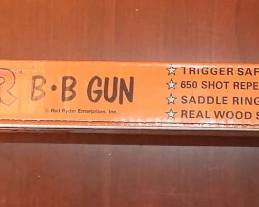 R B·B GUN
© Red Ryder Enterprises, Inc.
☆ TRIGGER SAF
☆ 650 SHOT REPE
☆ SADDLE RING
☆ REAL WOOD S